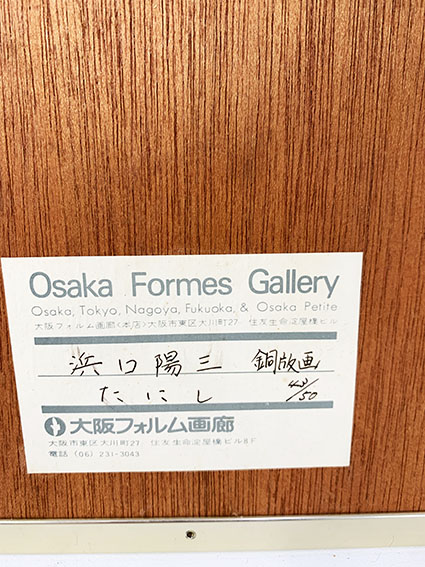 Osaka Formes Gallery
Osaka, Tokyo, Nagoya, Fukuoka, & Osaka Petite
大阪フォルム画廊<本店>大阪市東区大川町27 住友生命淀屋橋ビル
浜口陽三 銅版画
たにし 43/50
大阪フォルム画廊
大阪市東区大川町27 住友生命淀屋橋ビル8F
電話 (06) 231-3043